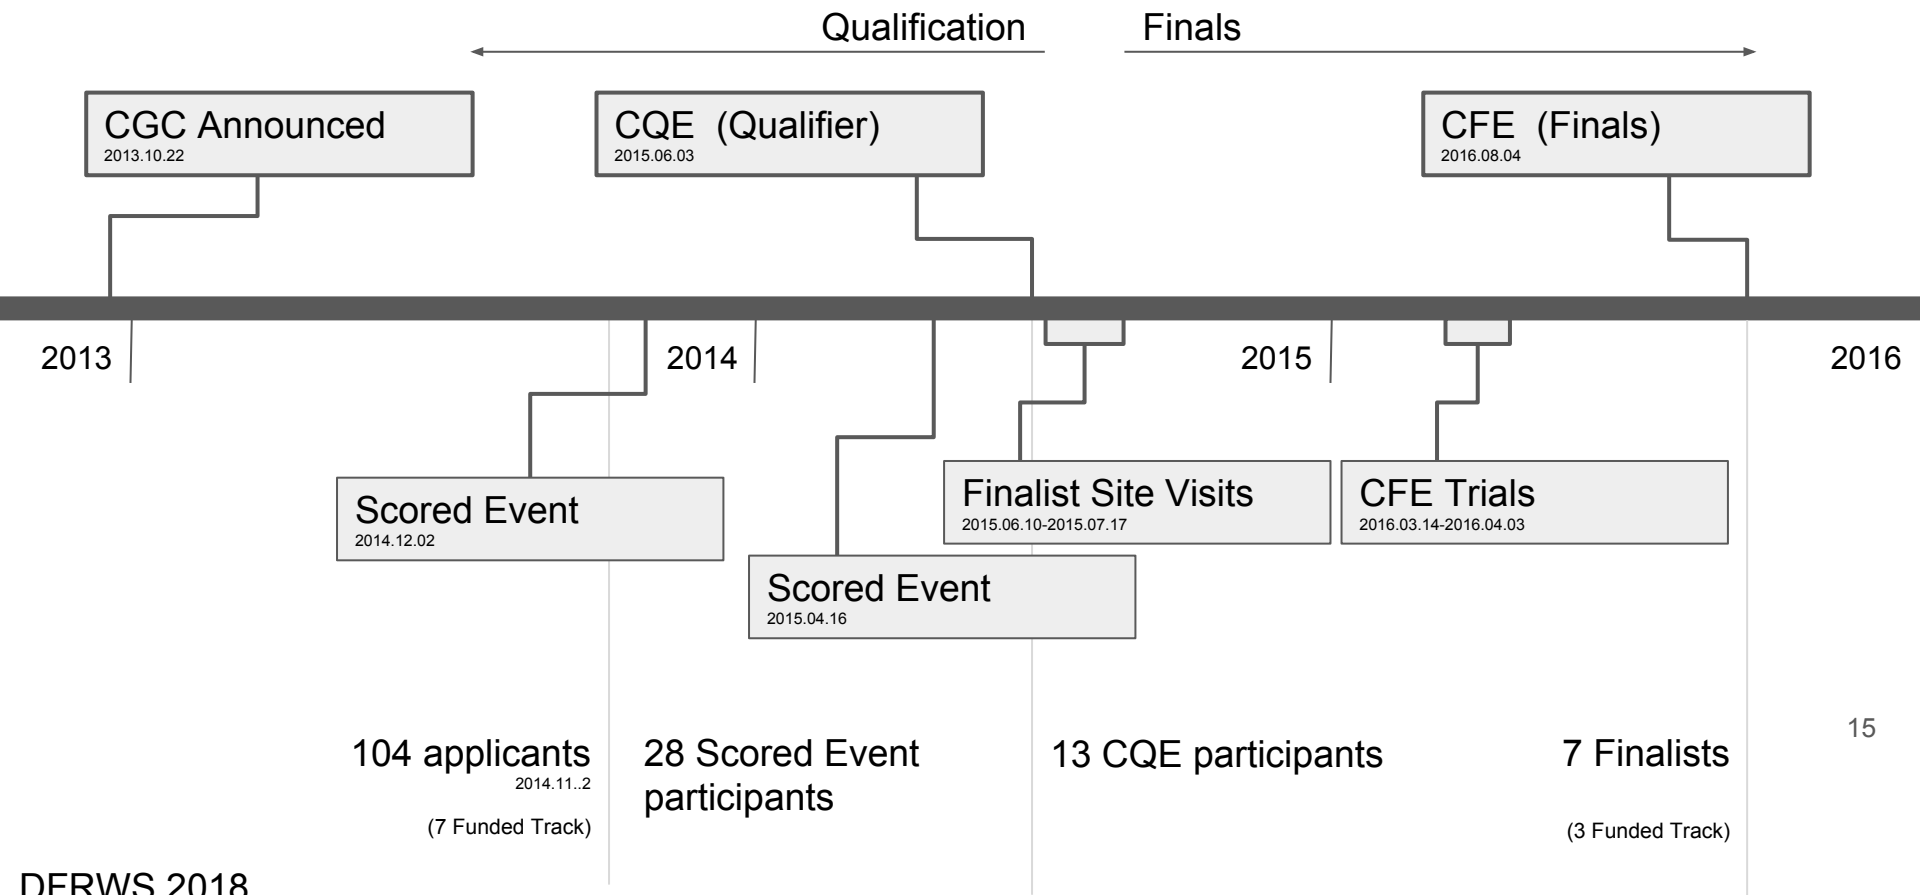 Qualification
Finals
CGC Announced
2013.10.22
CQE (Qualifier)
2015.06.03
CFE (Finals)
2016.08.04
2013
2014
2015
2016
Scored Event
2014.12.02
Finalist Site Visits
2015.06.10-2015.07.17
CFE Trials
2016.03.14-2016.04.03
Scored Event
2015.04.16
104 applicants
2014.11..2
(7 Funded Track)
28 Scored Event
participants
13 CQE participants
7 Finalists
(3 Funded Track)
15
DFRWS 2018